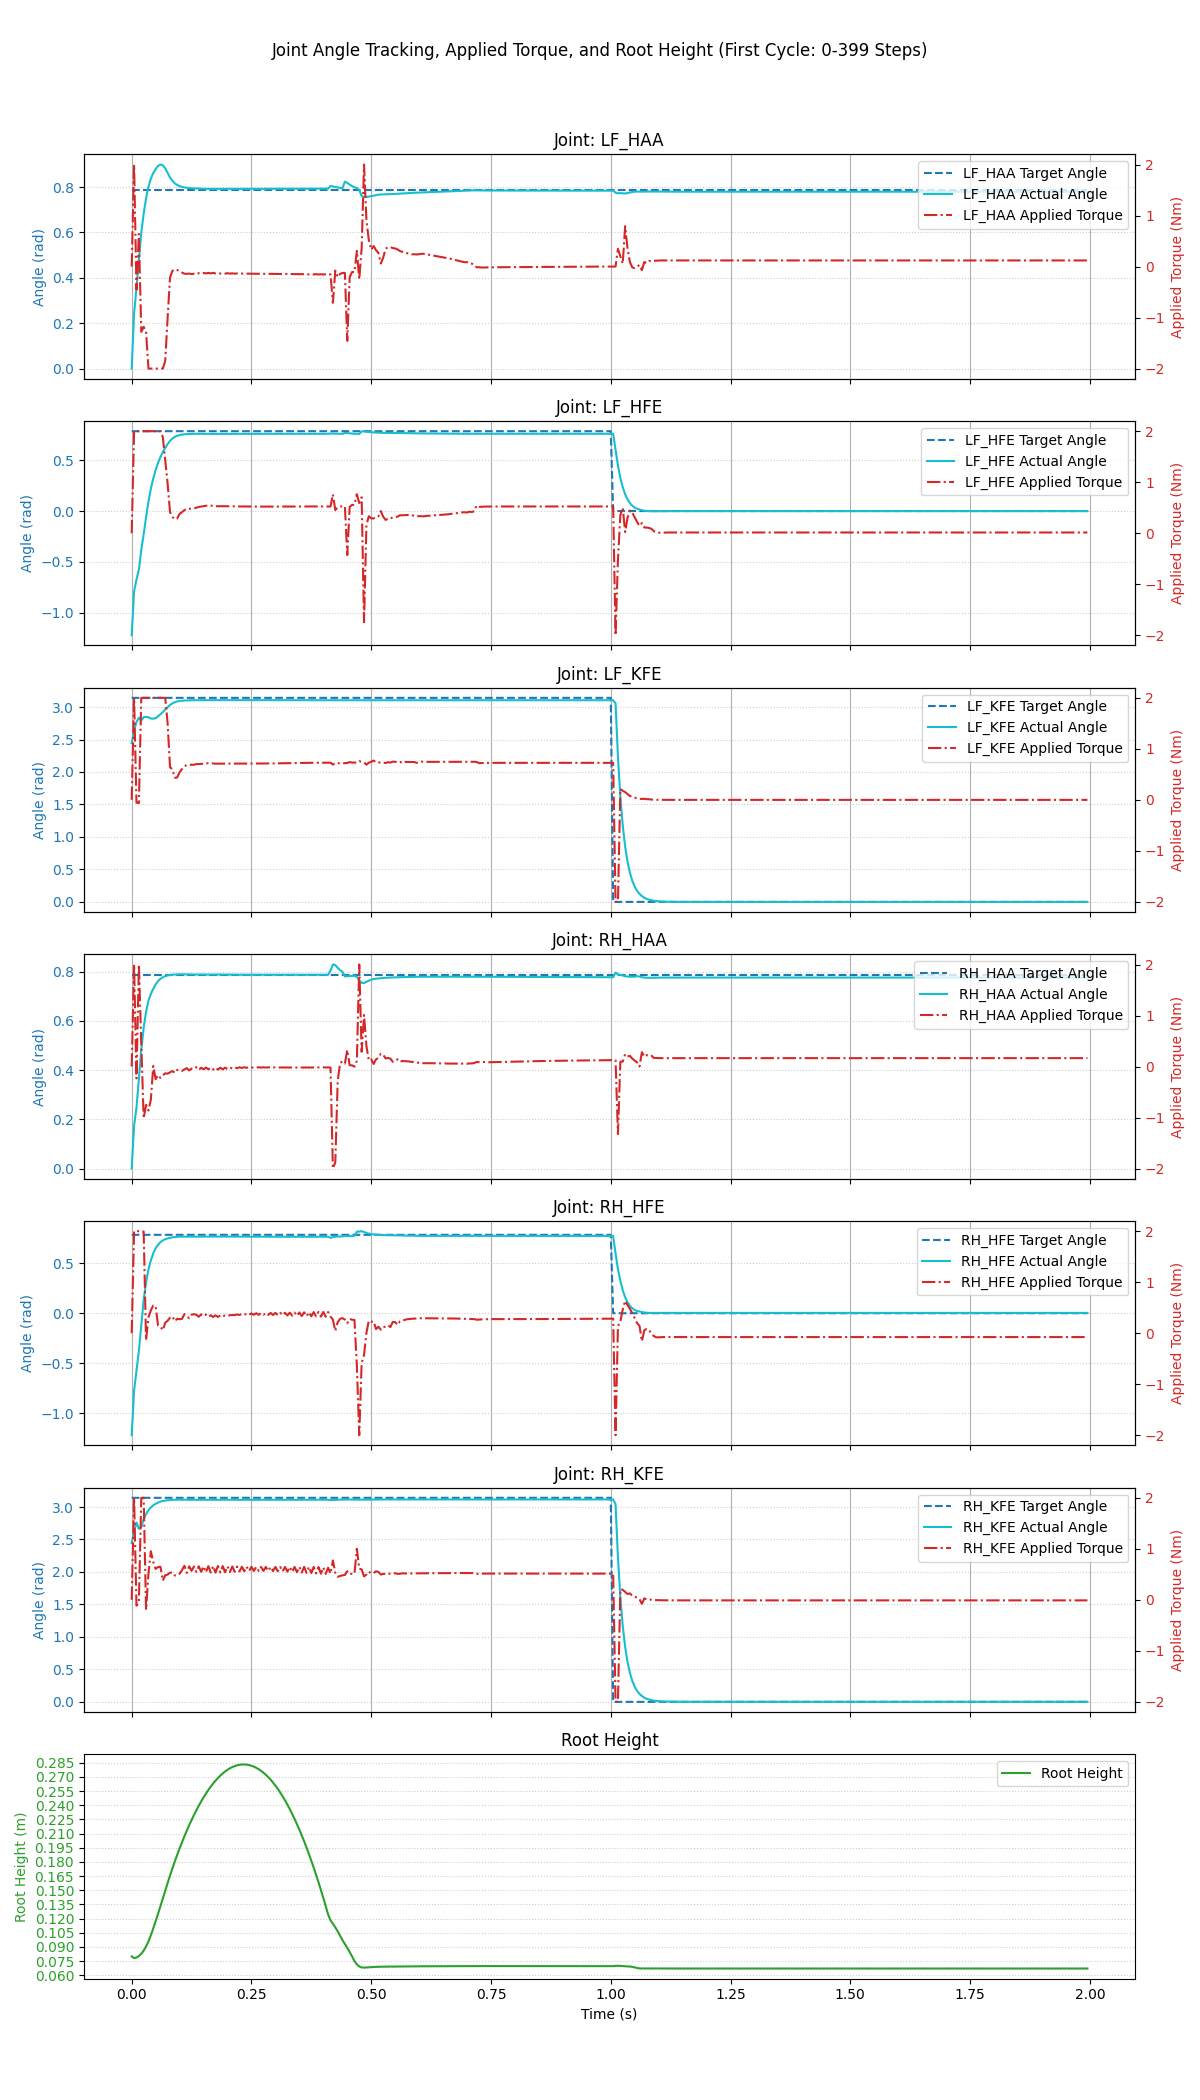 Joint Angle Tracking, Applied Torque, and Root Height (First Cycle: 0-399 Steps)
Joint: LF_HAA
Angle (rad)
0.8
0.6
0.4
0.2
0.0
LF_HAA Target Angle
LF_HAA Actual Angle
LF_HAA Applied Torque
2
1
0
−1
−2
Applied Torque (Nm)
Joint: LF_HFE
Angle (rad)
0.5
0.0
−0.5
−1.0
LF_HFE Target Angle
LF_HFE Actual Angle
LF_HFE Applied Torque
2
1
0
−1
−2
Applied Torque (Nm)
Joint: LF_KFE
Angle (rad)
3.0
2.5
2.0
1.5
1.0
0.5
0.0
LF_KFE Target Angle
LF_KFE Actual Angle
LF_KFE Applied Torque
2
1
0
−1
−2
Applied Torque (Nm)
Joint: RH_HAA
Angle (rad)
0.8
0.6
0.4
0.2
0.0
RH_HAA Target Angle
RH_HAA Actual Angle
RH_HAA Applied Torque
2
1
0
−1
−2
Applied Torque (Nm)
Joint: RH_HFE
Angle (rad)
0.5
0.0
−0.5
−1.0
RH_HFE Target Angle
RH_HFE Actual Angle
RH_HFE Applied Torque
2
1
0
−1
−2
Applied Torque (Nm)
Joint: RH_KFE
Angle (rad)
3.0
2.5
2.0
1.5
1.0
0.5
0.0
RH_KFE Target Angle
RH_KFE Actual Angle
RH_KFE Applied Torque
2
1
0
−1
−2
Applied Torque (Nm)
Root Height
Root Height (m)
0.285
0.270
0.255
0.240
0.225
0.210
0.195
0.180
0.165
0.150
0.135
0.120
0.105
0.090
0.075
0.060
Root Height
0.00 0.25 0.50 0.75 1.00 1.25 1.50 1.75 2.00
Time (s)